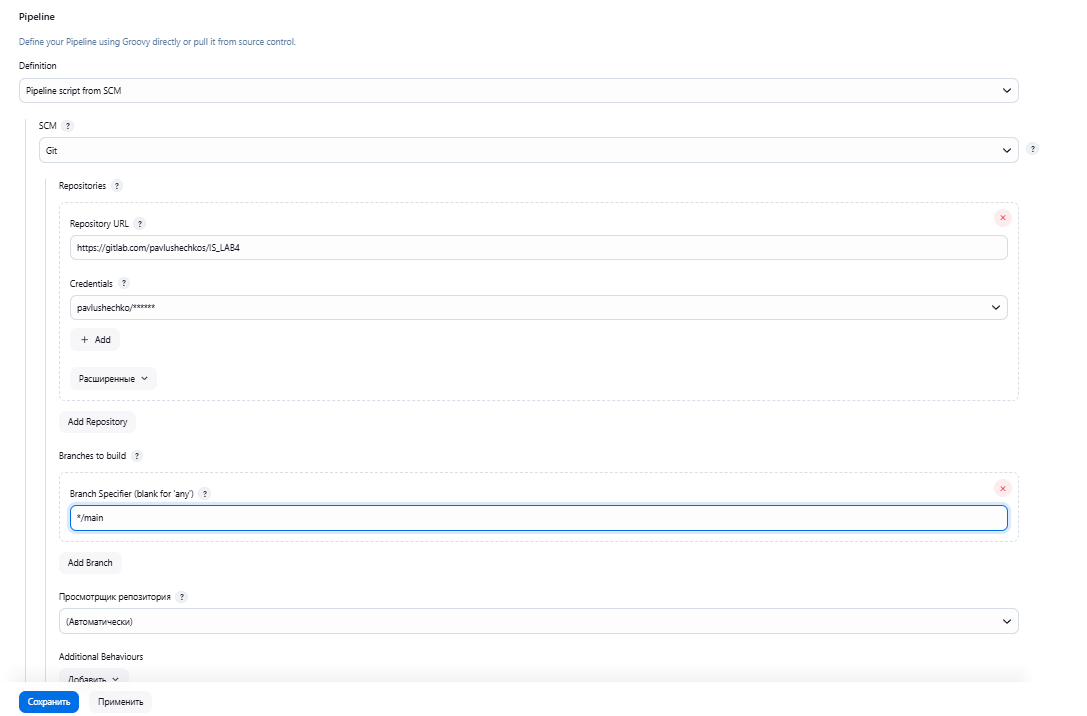 Pipeline
Define your Pipeline using Groovy directly or pull it from source control.
Definition
Pipeline script from SCM
SCM ?
Git
?
Repositories ?
Repository URL ?
https://gitlab.com/pavlushechkos/IS_LAB4
Credentials ?
pavlushechko/******
+ Add
Расширенные
Add Repository
Branches to build ?
Branch Specifier (blank for 'any') ?
*/main
Add Branch
Просмотрщик репозитория ?
(Автоматически)
Additional Behaviours
Добавить
Сохранить Применить